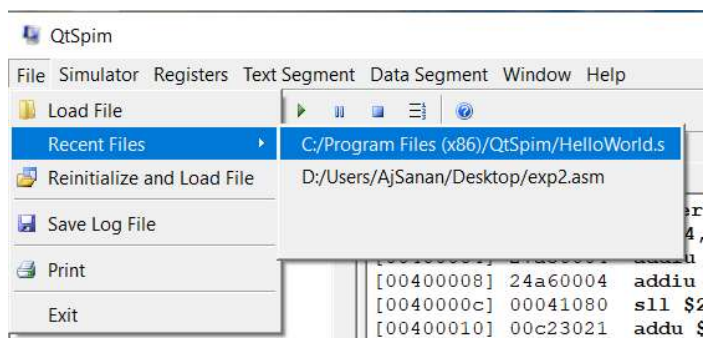 QtSpim
File Simulator Registers Text Segment Data Segment Window Help
Load File
Recent Files
C:/Program Files (x86)/QtSpim/HelloWorld.s
Reinitialize and Load File
D:/Users/AjSanan/Desktop/exp2.asm
Save Log File
Print
Exit
[00400008] 24a60004 addiu
[0040000c] 00041080 sll $2
[00400010] 00c23021 addu $